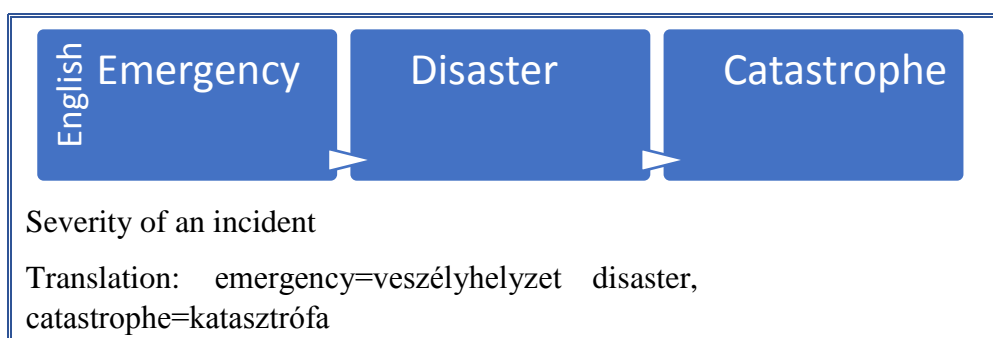 English
Emergency
Disaster
Catastrophe
Severity of an incident
Translation: emergency=veszélyhelyzet disaster,
catastrophe=katasztrófa